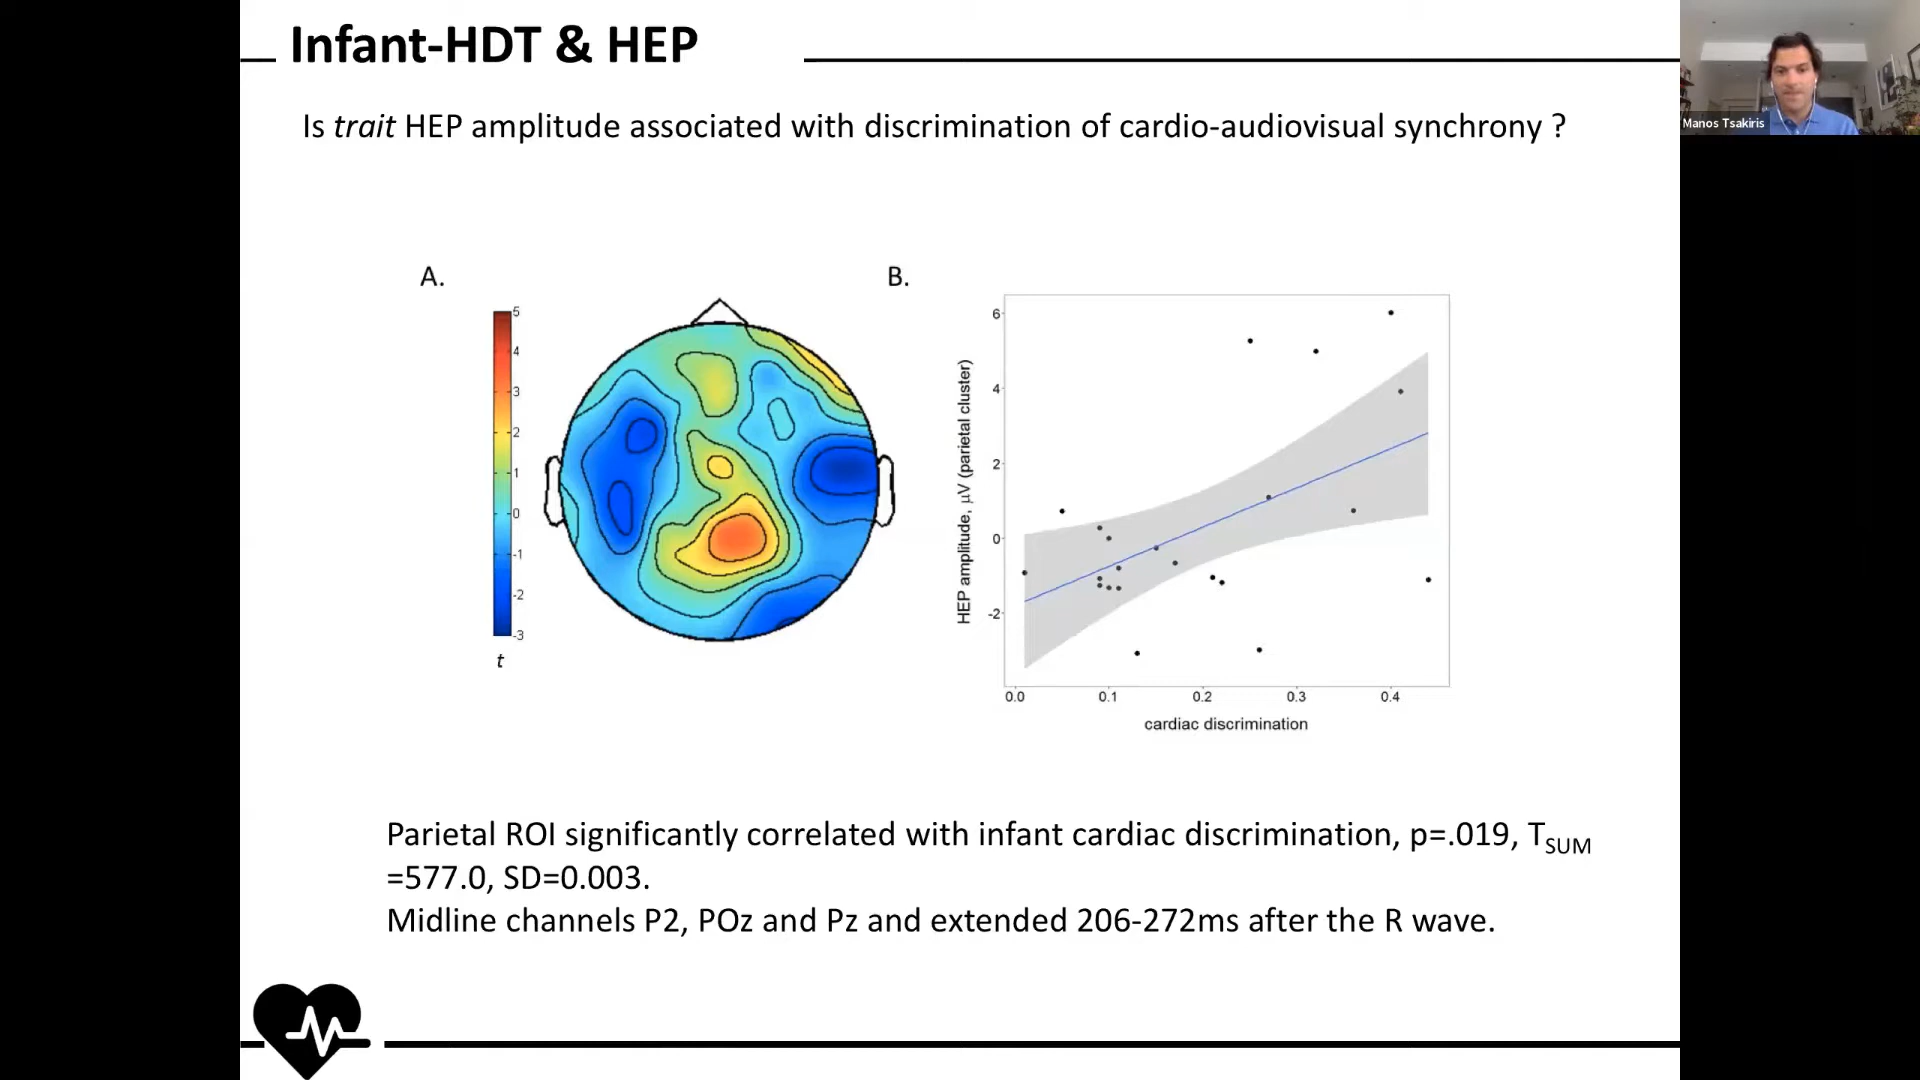 Infant-HDT & HEP
Manos Tsakiris
Is trait HEP amplitude associated with discrimination of cardio-audiovisual synchrony ?
A.
B.
5
4
3
2
1
0
-1
-2
-3
t
HEP amplitude, µV (parietal cluster)
6
4
2
0
-2
0.0 0.1 0.2 0.3 0.4
cardiac discrimination
Parietal ROI significantly correlated with infant cardiac discrimination, p=.019, TSUM
=577.0, SD=0.003.
Midline channels P2, POz and Pz and extended 206-272ms after the R wave.